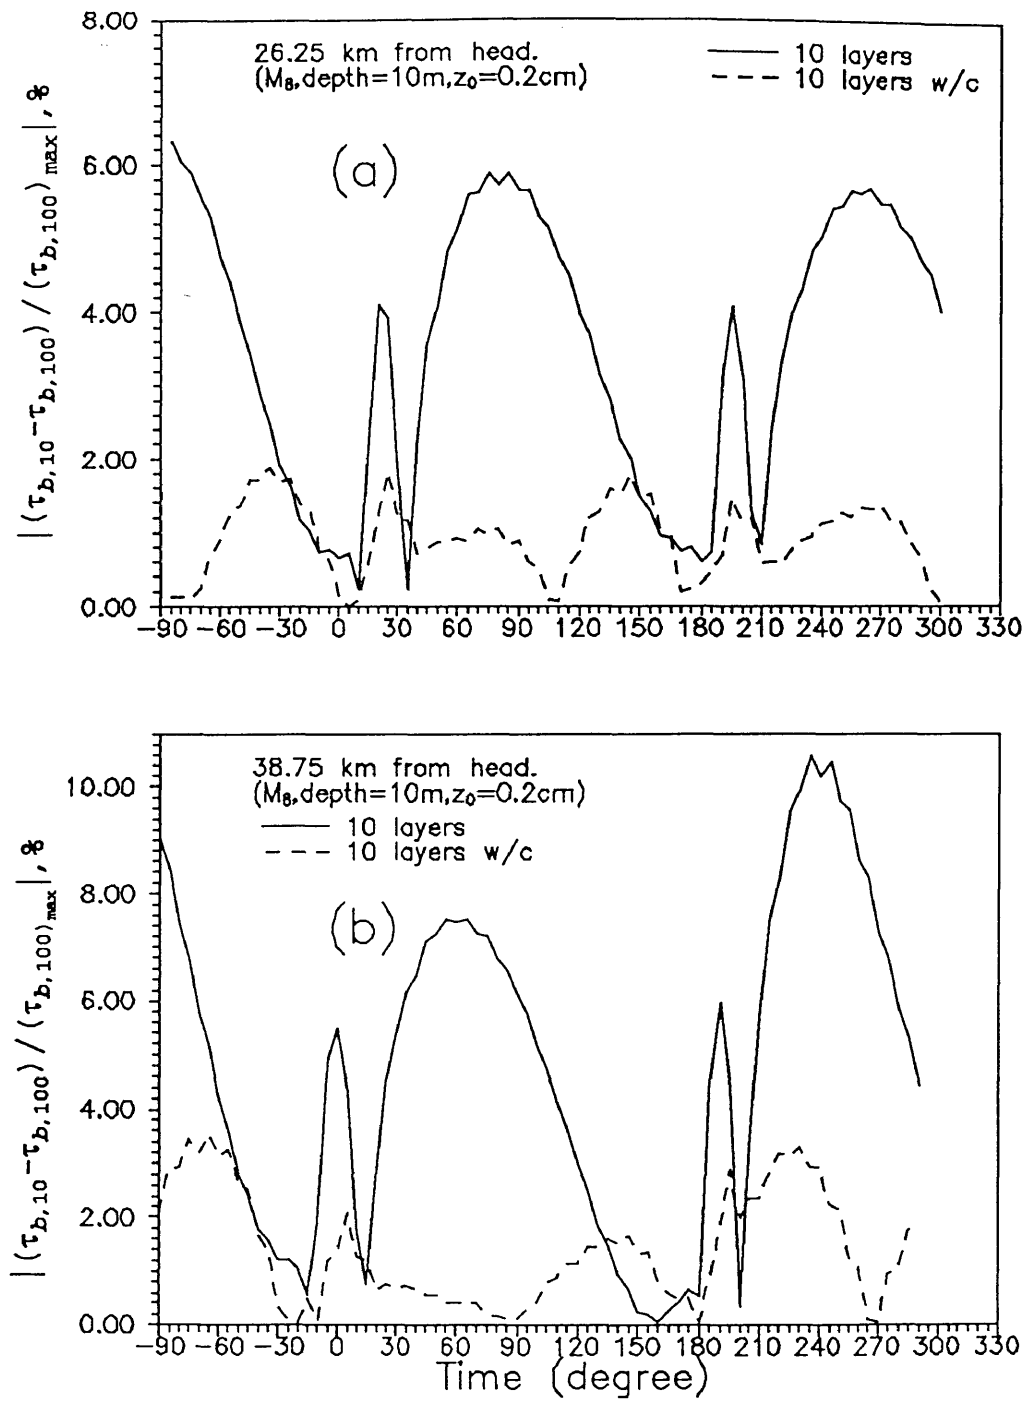 8.00
6.00
4.00
2.00
0.00
|(τb,10−τb,100)/(τb,100)max|,%
26.25 km from head.
(M8,depth=10m,z0=0.2cm)
10 layers
10 layers w/c
(a)
−90 −60 −30 0 30 60 90 120 150 180 210 240 270 300 330
10.00
8.00
6.00
4.00
2.00
0.00
|(τb,10−τb,100)/(τb,100)max|,%
38.75 km from head.
(M8,depth=10m,z0=0.2cm)
10 layers
10 layers w/c
(b)
−90 −60 −30 0 30 60 90 120 150 180 210 240 270 300 330
Time (degree)